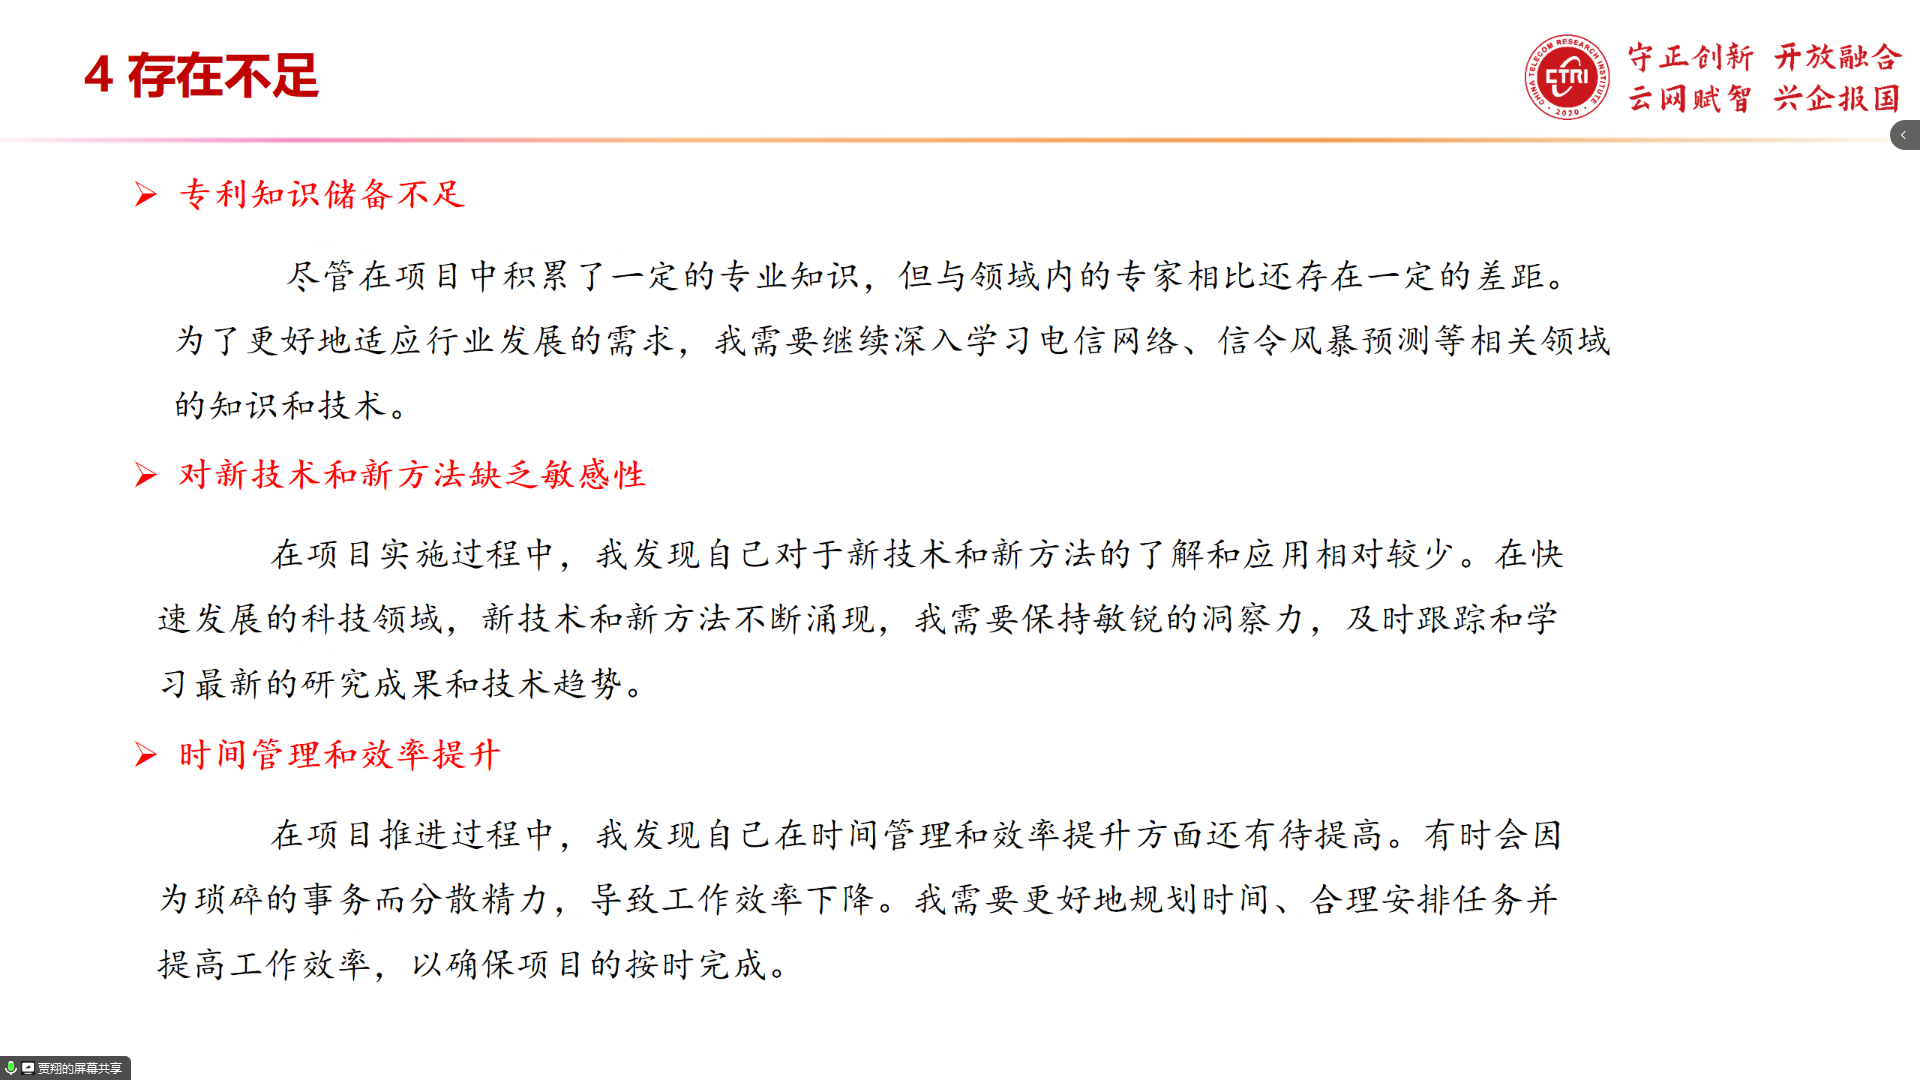 4 存在不足
CHINA TELECOM RESEARCH INSTITUTE
CTRI
2020
守正创新 开放融合
云网赋智 兴企报国
专利知识储备不足
尽管在项目中积累了一定的专业知识，但与领域内的专家相比还存在一定的差距。
为了更好地适应行业发展的需求，我需要继续深入学习电信网络、信令风暴预测等相关领域
的知识和技术。
对新技术和新方法缺乏敏感性
在项目实施过程中，我发现自己对于新技术和新方法的了解和应用相对较少。在快
速发展的科技领域，新技术和新方法不断涌现，我需要保持敏锐的洞察力，及时跟踪和学
习最新的研究成果和技术趋势。
时间管理和效率提升
在项目推进过程中，我发现自己在时间管理和效率提升方面还有待提高。有时会因
为琐碎的事务而分散精力，导致工作效率下降。我需要更好地规划时间、合理安排任务并
提高工作效率，以确保项目的按时完成。
贾翔的屏幕共享